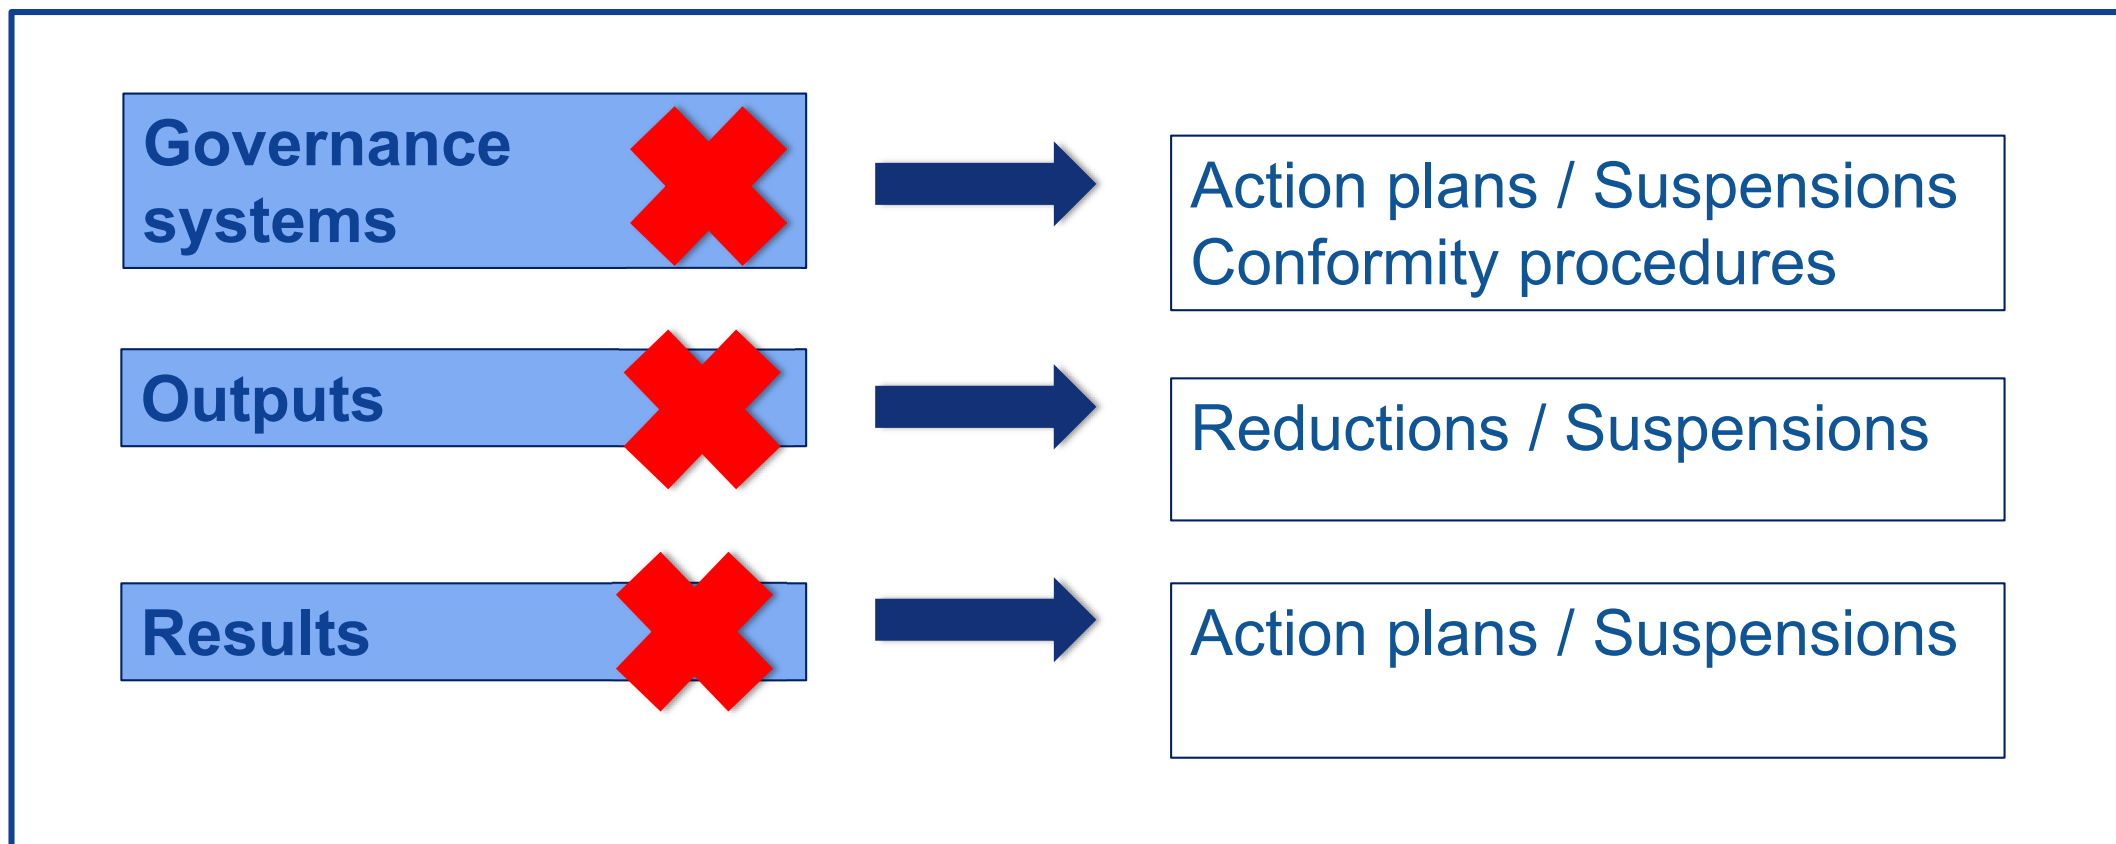 Governance
systems
Action plans / Suspensions
Conformity procedures
Outputs
Reductions / Suspensions
Results
Action plans / Suspensions